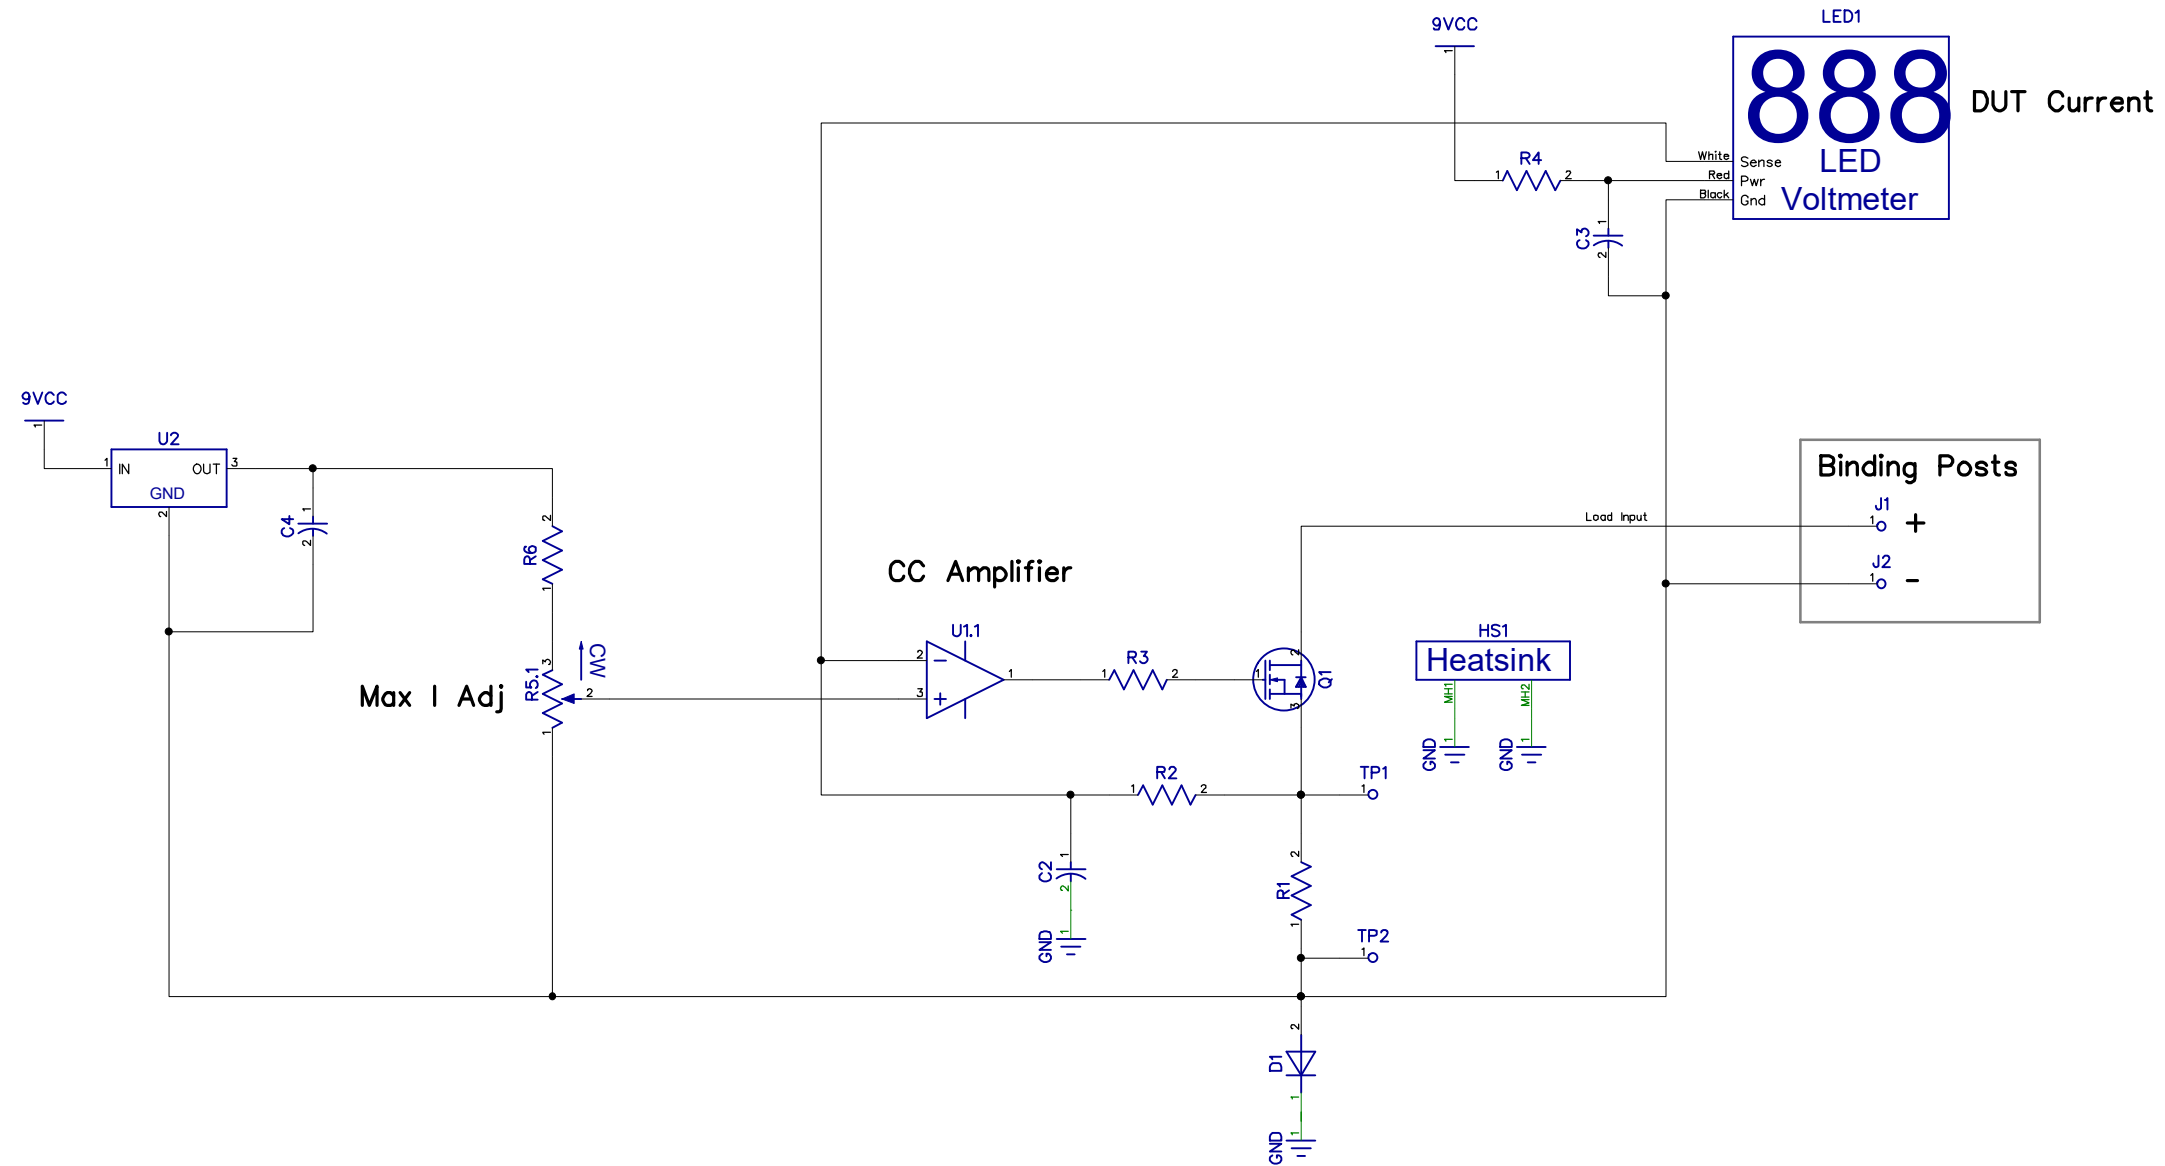 LED1
9VCC
1
888
DUT Current
LED
Voltmeter
White
Sense
Red
Pwr
Black
Gnd
R4
1
2
C3
1
2
9VCC
1
U2
1
IN
OUT
3
GND
2
C4
1
2
R6
2
1
Binding Posts
J1
1
+
J2
1
-
Load Input
CC Amplifier
U1.1
2
3
1
R3
1
2
Q1
1
2
3
HS1
Heatsink
MH1
MH2
GND
1
GND
1
Max I Adj
R5.1
3
2
1
CW
R2
1
2
TP1
1
C2
1
2
GND
1
R1
2
1
TP2
1
D1
2
1
GND
1